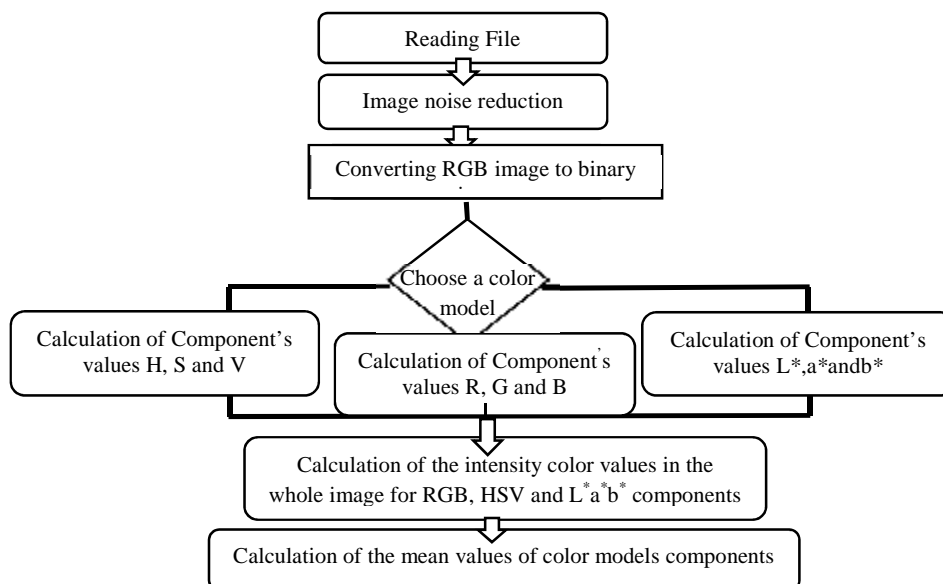 Reading File
Image noise reduction
Converting RGB image to binary
Choose a color
model
Calculation of Component's
values H, S and V
Calculation of Component's
values R, G and B
Calculation of Component's
values L*,a*andb*
Calculation of the intensity color values in the
whole image for RGB, HSV and L*a*b* components
Calculation of the mean values of color models components